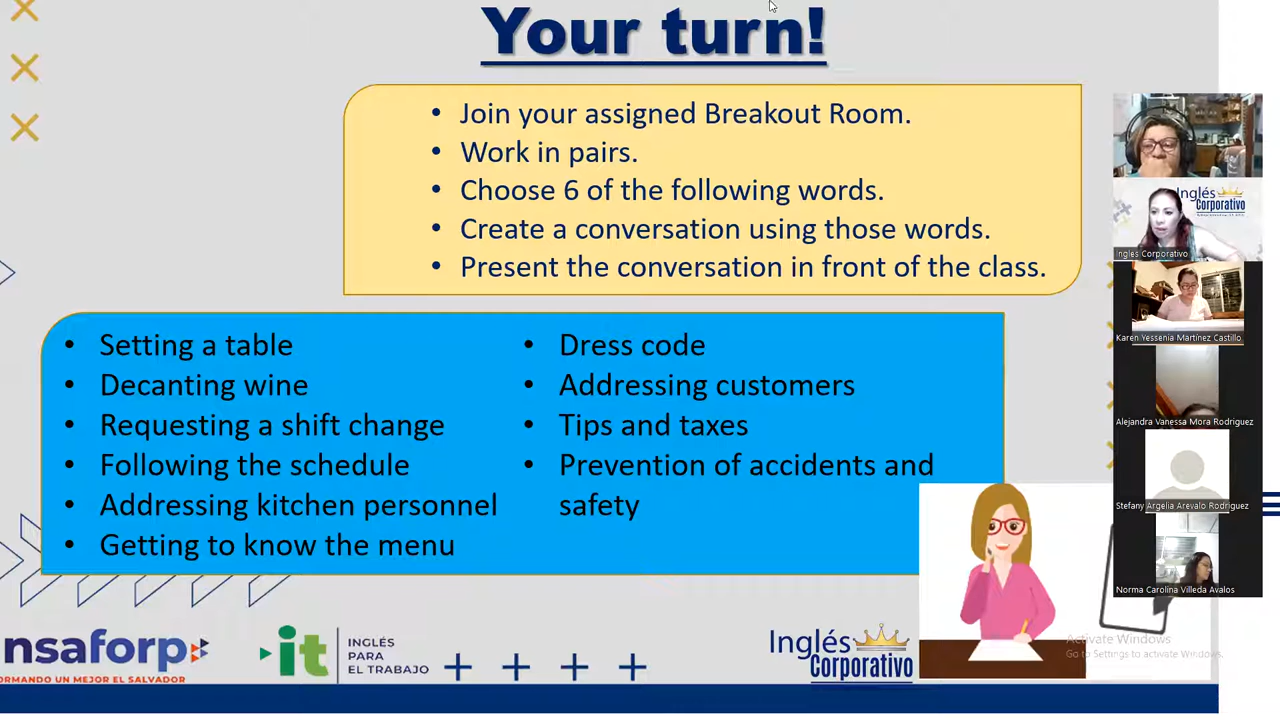 Your turn!
• Join your assigned Breakout Room.
• Work in pairs.
• Choose 6 of the following words.
• Create a conversation using those words.
• Present the conversation in front of the class.
• Setting a table
• Decanting wine
• Requesting a shift change
• Following the schedule
• Addressing kitchen personnel
• Getting to know the menu
• Dress code
• Addressing customers
• Tips and taxes
• Prevention of accidents and
safety
Inglés
Corporativo
Ingles Corporativo
Karen Yessenia Martínez Castillo
Alejandra Vanessa Mora Rodriguez
Stefany Argelia Arevalo Rodriguez
Norma Carolina Villeda Avalos
nsaforp
ORMANDO UN MEJOR EL SALVADOR
it
INGLÉS
PARA
EL TRABAJO
Inglés
Corporativo
Activate Windows
Go to Settings to activate Windows.